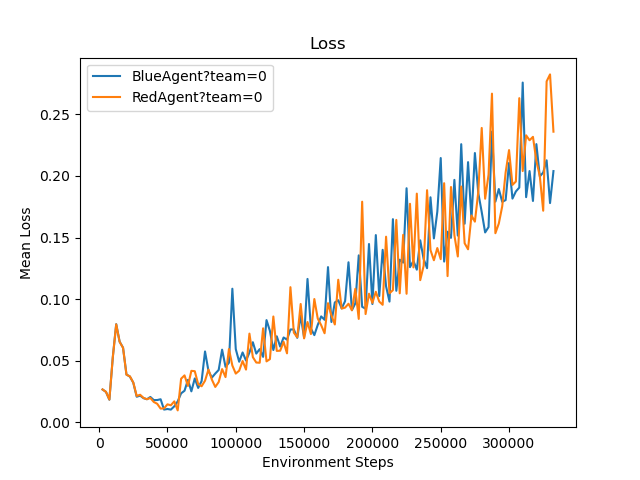 Loss
BlueAgent?team=0
RedAgent?team=0
0.25
0.20
0.15
0.10
0.05
0.00
Mean Loss
0 50000 100000 150000 200000 250000 300000
Environment Steps